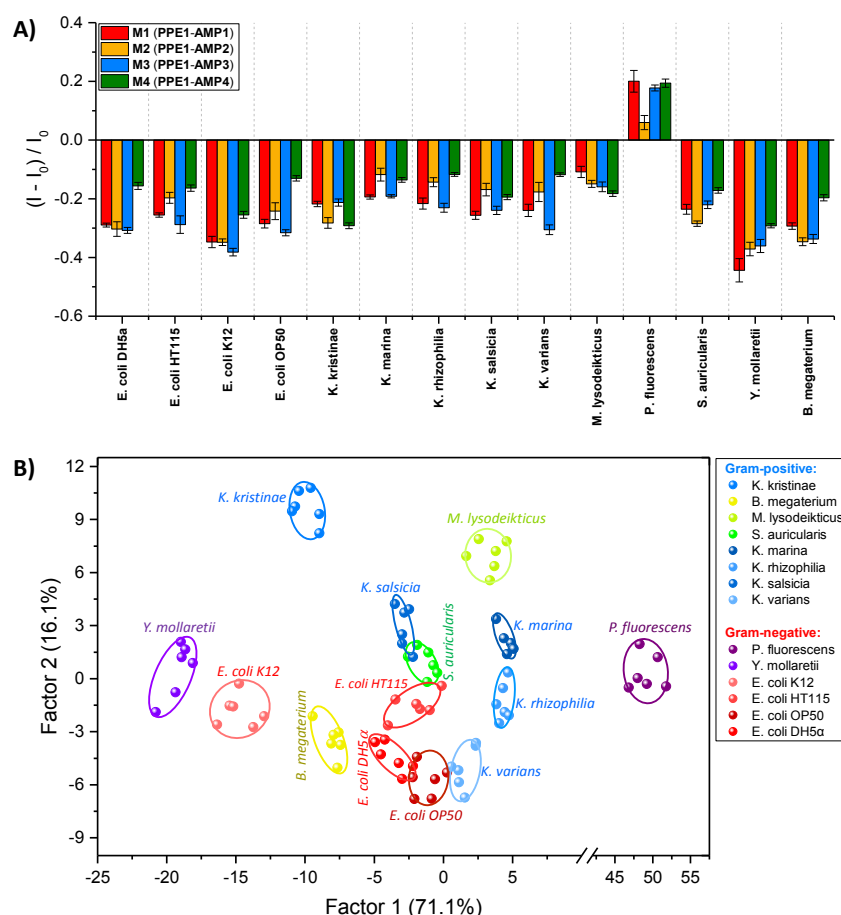 A)
M1 (PPE1-AMP1)
M2 (PPE1-AMP2)
M3 (PPE1-AMP3)
M4 (PPE1-AMP4)
0.4
0.2
0.0
-0.2
-0.4
-0.6
(I - I0) / I0
E. coli DH5a
E. coli HT115
E. coli K12
E. coli OP50
K. kristinae
K. marina
K. rhizophilia
K. salsicia
K. varians
M. lysodeikticus
P. fluorescens
S. auricularis
Y. mollaretii
B. megaterium
B)
12
9
6
3
0
-3
-6
-9
Factor 2 (16.1%)
K. kristinae
M. lysodeikticus
K. salsicia
S. auricularis
K. marina
P. fluorescens
Y. mollaretii
E. coli K12
E. coli HT115
K. rhizophilia
B. megaterium
E. coli DH5α
E. coli OP50
K. varians
-25
-20
-15
-10
-5
0
5
45
50
55
Factor 1 (71.1%)
Gram-positive:
K. kristinae
B. megaterium
M. lysodeikticus
S. auricularis
K. marina
K. rhizophilia
K. salsicia
K. varians
Gram-negative:
P. fluorescens
Y. mollaretii
E. coli K12
E. coli HT115
E. coli OP50
E. coli DH5α